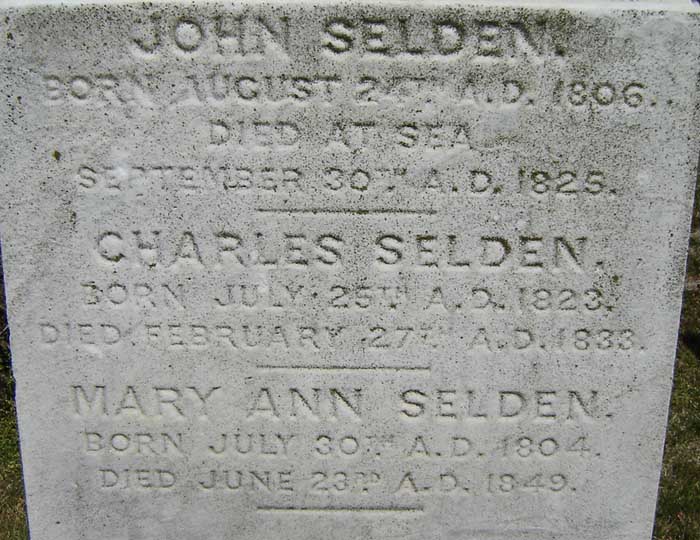 JOHN SELDEN.
BORN AUGUST 24TH A.D. 1806.
DIED AT SEA
SEPTEMBER 30TH A.D. 1825.
CHARLES SELDEN.
BORN JULY 25TH A.D. 1823.
DIED FEBRUARY 27TH A.D. 1833.
MARY ANN SELDEN.
BORN JULY 30TH A.D. 1804.
DIED JUNE 23RD A.D. 1849.